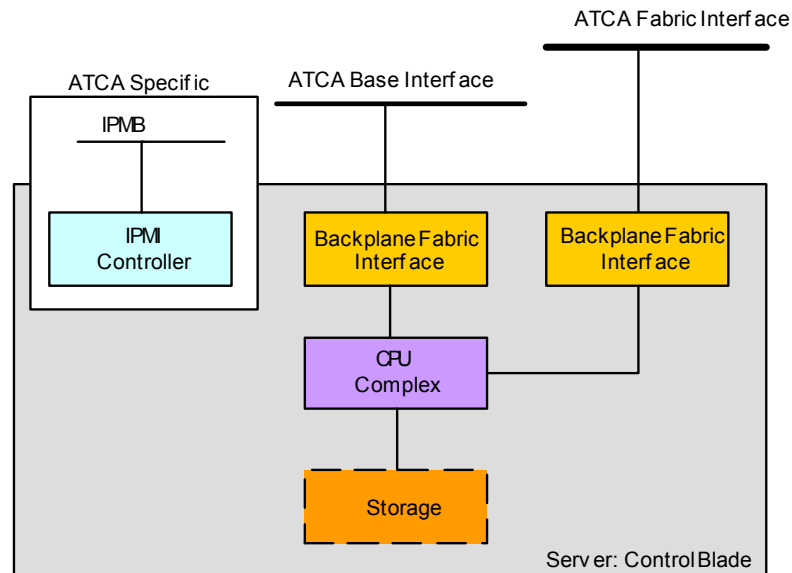 ATCA Fabric Interface
ATCA Specific
ATCA Base Interface
IPMB
IPMI
Controller
Backplane Fabric
Interface
Backplane Fabric
Interface
CPU
Complex
Storage
Server: Control Blade